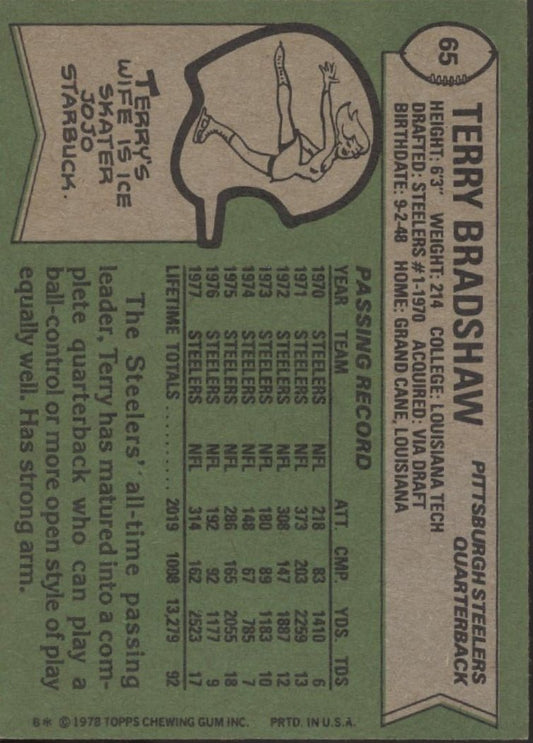 65
TERRY BRADSHAW
PITTSBURGH STEELERS
QUARTERBACK
HEIGHT: 6'3" WEIGHT: 214 COLLEGE: LOUISIANA TECH
DRAFTED: STEELERS #1-1970 ACQUIRED: VIA DRAFT
BIRTHDATE: 9-2-48 HOME: GRAND CANE, LOUISIANA
TERRY'S
WIFE IS ICE
SKATER
JOJO
STARBUCK.
PASSING RECORD
YEAR TEAM ATT. CMP. YDS. TDS
1970 STEELERS NFL 218 83 1410 6
1971 STEELERS NFL 373 203 2259 13
1972 STEELERS NFL 308 147 1887 12
1973 STEELERS NFL 180 89 1183 10
1974 STEELERS NFL 148 67 785 7
1975 STEELERS NFL 286 165 2055 18
1976 STEELERS NFL 192 92 1177 9
1977 STEELERS NFL 314 162 2523 17
LIFETIME TOTALS .......... 2019 1008 13,279 92
The Steelers' all-time passing
leader, Terry has matured into a com-
plete quarterback who can play a
ball-control or more open style of play
equally well. Has strong arm.
6* © 1978 TOPPS CHEWING GUM INC. PRTD. IN U.S.A.